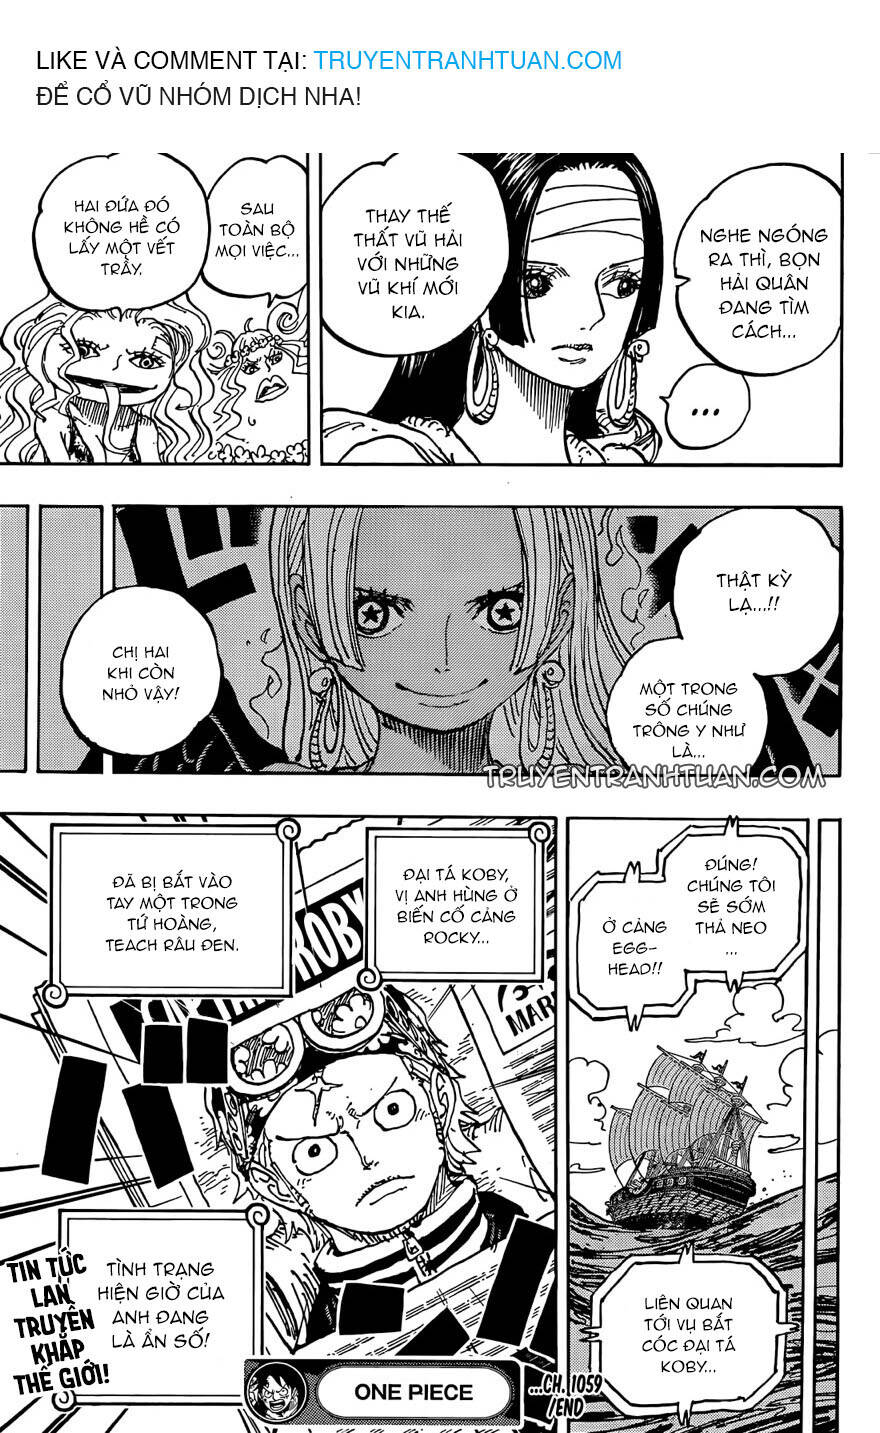 LIKE VÀ COMMENT TẠI: TRUYENTRANHTUAN.COM
ĐỂ CỔ VŨ NHÓM DỊCH NHA!
NGHE NGÓNG
RA THÌ, BỌN
HẢI QUÂN
ĐANG TÌM
CÁCH...
THAY THẾ
THẤT VŨ HẢI
VỚI NHỮNG
VŨ KHÍ MỚI
KIA.
...
SAU
TOÀN BỘ
MỌI VIỆC...
HAI ĐỨA ĐÓ
KHÔNG HỀ CÓ
LẤY MỘT VẾT
TRẦY.
THẬT KỲ
LẠ...!!
MỘT TRONG
SỐ CHÚNG
TRÔNG Y NHƯ
LÀ...
CHỊ HAI
KHI CÒN
NHỎ VẬY!
TRUYENTRANHTUAN.COM
ĐÚNG!
CHÚNG TÔI
SẼ SỚM
THẢ NEO
...
Ở CẢNG
EGG-
HEAD!!
LIÊN QUAN
TỚI VỤ BẮT
CÓC ĐẠI TÁ
KOBY...
ĐẠI TÁ KOBY,
VỊ ANH HÙNG Ở
BIẾN CỐ CẢNG
ROCKY...
ĐÃ BỊ BẮT VÀO
TAY MỘT TRONG
TỨ HOÀNG,
TEACH RÂU ĐEN.
KOBY
MARI
TÌNH TRẠNG
HIỆN GIỜ CỦA
ANH ĐANG
LÀ ẨN SỐ!
TIN TỨC
LAN
TRUYỀN
KHẮP
THẾ GIỚI!
ONE PIECE
...CH. 1059
/END